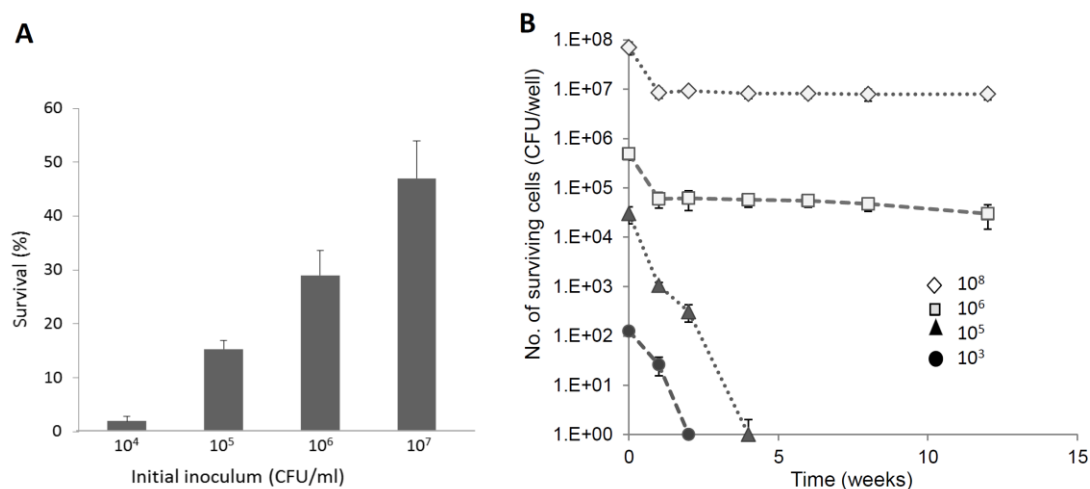 A
Survival (%)
60
50
40
30
20
10
0
10⁴
10⁵
10⁶
10⁷
Initial inoculum (CFU/ml)
B
No. of surviving cells (CFU/well)
1.E+08
1.E+07
1.E+06
1.E+05
1.E+04
1.E+03
1.E+02
1.E+01
1.E+00
10⁸
10⁶
10⁵
10³
0
5
10
15
Time (weeks)